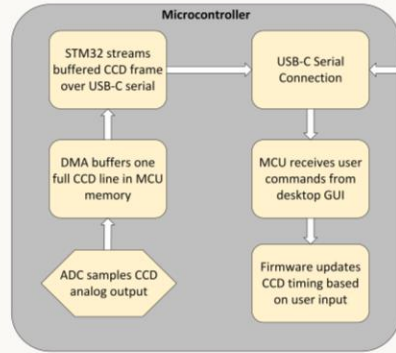 Microcontroller
STM32 streams
buffered CCD frame
over USB-C serial
USB-C Serial
Connection
DMA buffers one
full CCD line in MCU
memory
MCU receives user
commands from
desktop GUI
ADC samples CCD
analog output
Firmware updates
CCD timing based
on user input